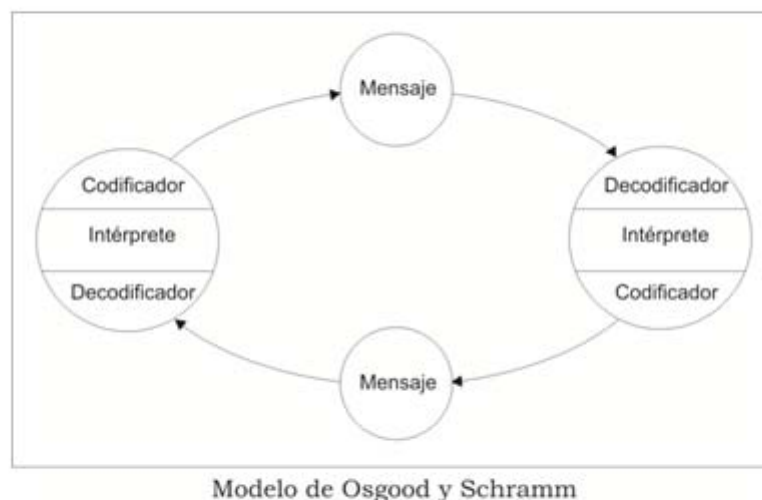 Mensaje
Codificador
Intérprete
Decodificador
Decodificador
Intérprete
Codificador
Mensaje
Modelo de Osgood y Schramm